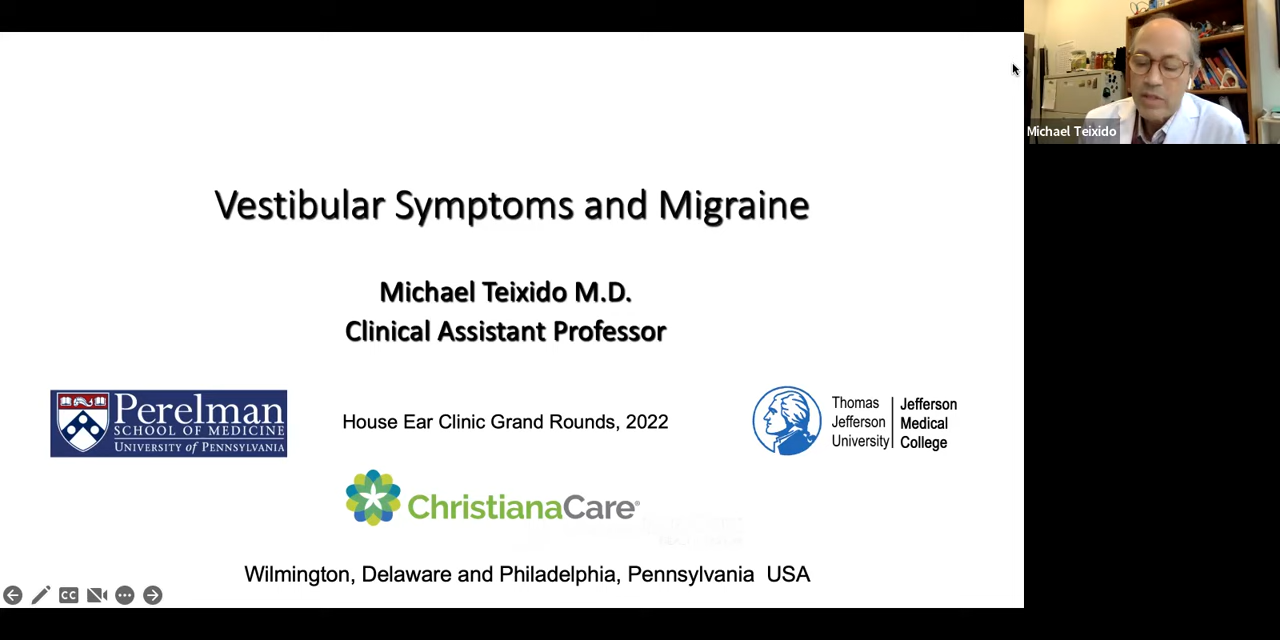 Vestibular Symptoms and Migraine
Michael Teixido M.D.
Clinical Assistant Professor
Perelman
SCHOOL OF MEDICINE
UNIVERSITY of PENNSYLVANIA
House Ear Clinic Grand Rounds, 2022
Thomas
Jefferson
University
Jefferson
Medical
College
ChristianaCare®
Wilmington, Delaware and Philadelphia, Pennsylvania USA
CC
Michael Teixido